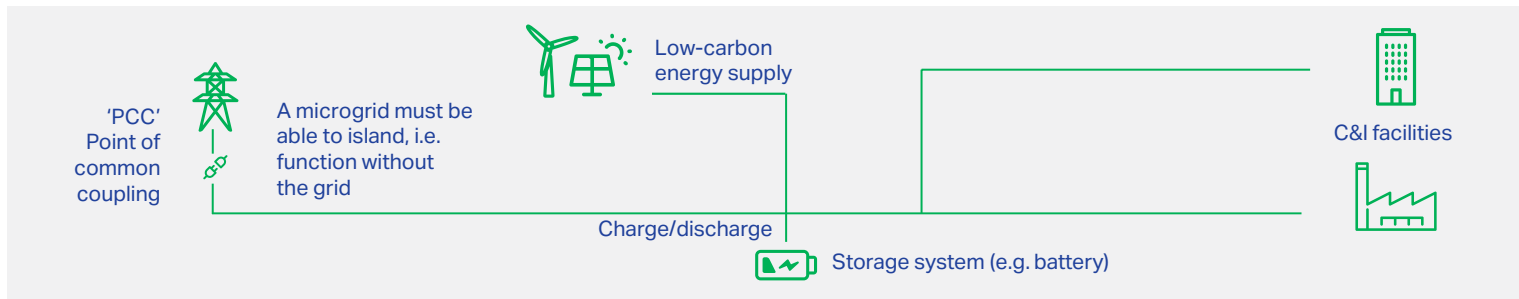 'PCC'
Point of
common
coupling
A microgrid must be
able to island, i.e.
function without
the grid
Low-carbon
energy supply
Charge/discharge
Storage system (e.g. battery)
C&I facilities